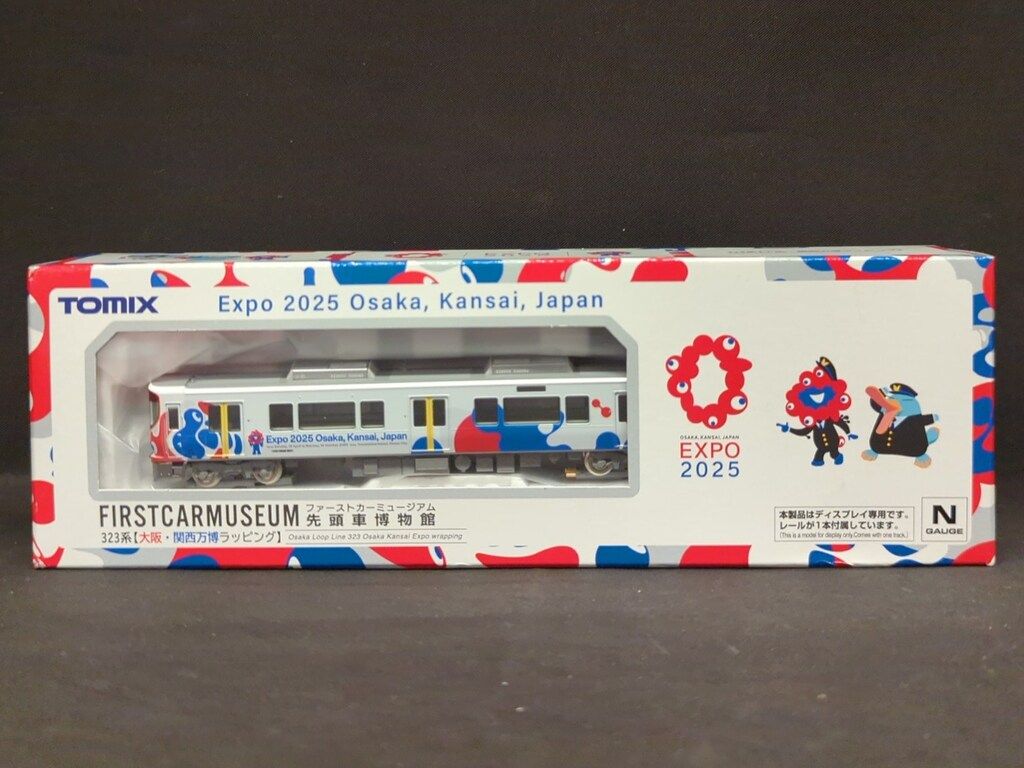 TOMIX
Expo 2025 Osaka, Kansai, Japan
Expo 2025 Osaka, Kansai, Japan
OSAKA, KANSAI, JAPAN
EXPO
2025
FIRSTCARMUSEUM
ファーストカーミュージアム
先頭車博物館
323系【大阪・関西万博ラッピング】
Osaka Loop Line 323 Osaka Kansai Expo wrapping
本製品はディスプレイ専用です。
レールが1本付属しています。
(This is a model for display only.Comes with one track.)
N
GAUGE